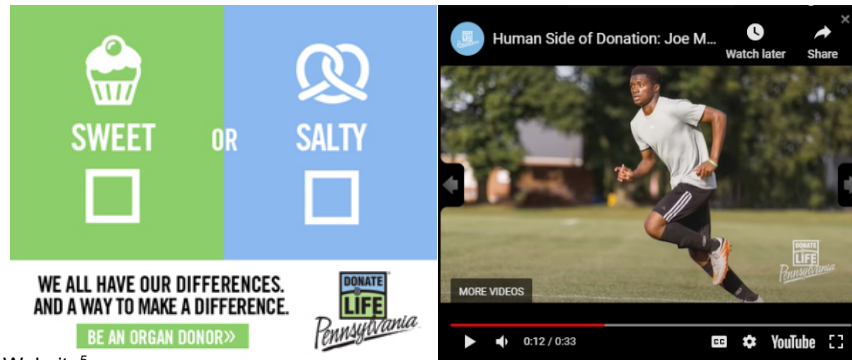 SWEET OR SALTY
WE ALL HAVE OUR DIFFERENCES.
AND A WAY TO MAKE A DIFFERENCE.
BE AN ORGAN DONOR»
DONATE
LIFE
Pennsylvania
Human Side of Donation: Joe M...
Watch later
Share
DONATE
LIFE
Pennsylvania
MORE VIDEOS
0:12 / 0:33
CC
YouTube